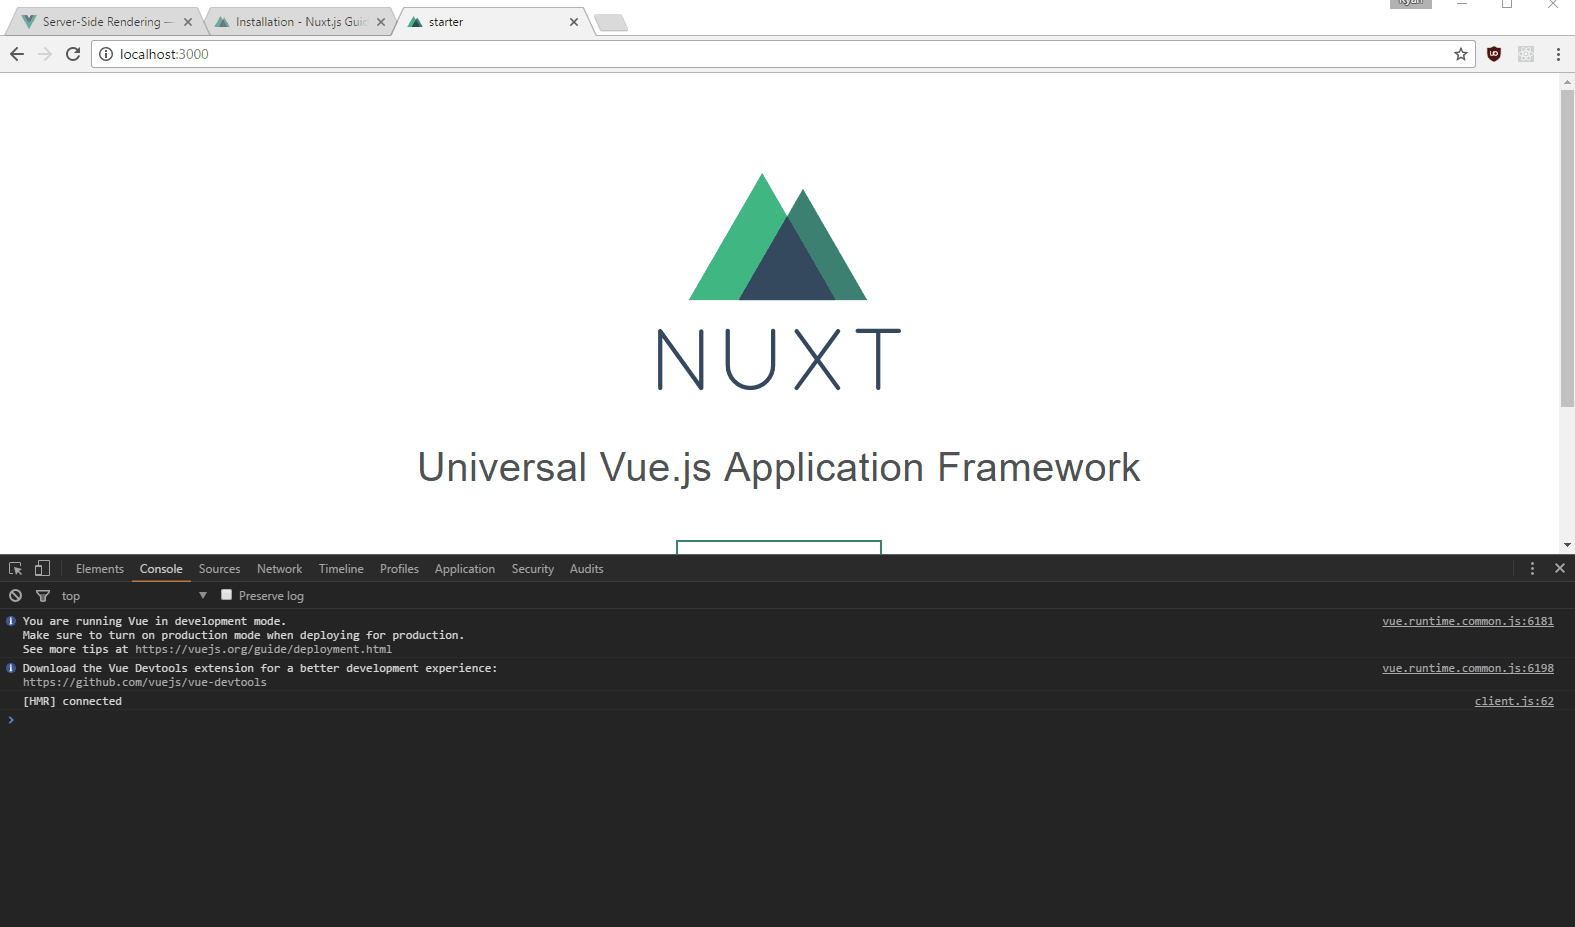 Server-Side Rendering —
Installation - Nuxt.js Guid
starter
localhost:3000
NUXT
Universal Vue.js Application Framework
Elements Console Sources Network Timeline Profiles Application Security Audits
top Preserve log
You are running Vue in development mode. vue.runtime.common.js:6181
Make sure to turn on production mode when deploying for production.
See more tips at https://vuejs.org/guide/deployment.html
Download the Vue Devtools extension for a better development experience: vue.runtime.common.js:6198
https://github.com/vuejs/vue-devtools
[HMR] connected client.js:62